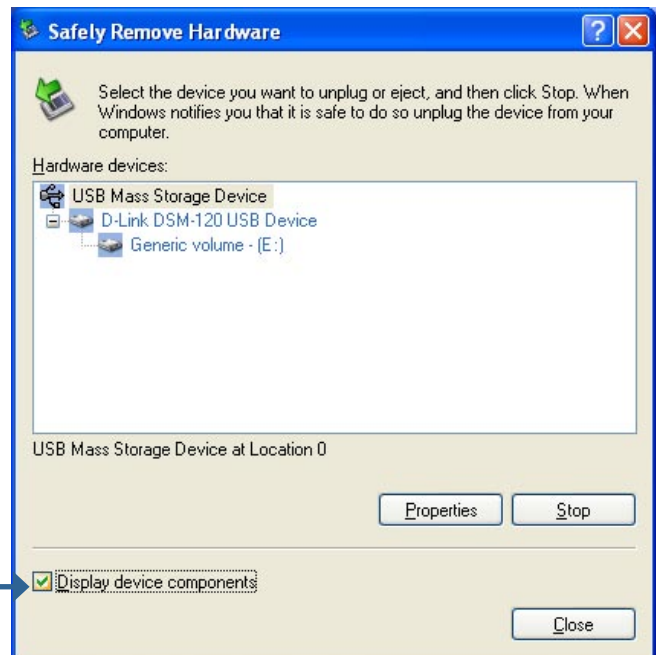 Safely Remove Hardware
Select the device you want to unplug or eject, and then click Stop. When
Windows notifies you that it is safe to do so unplug the device from your
computer.
Hardware devices:
USB Mass Storage Device
D-Link DSM-120 USB Device
Generic volume - (E:)
USB Mass Storage Device at Location 0
Properties
Stop
Display device components
Close